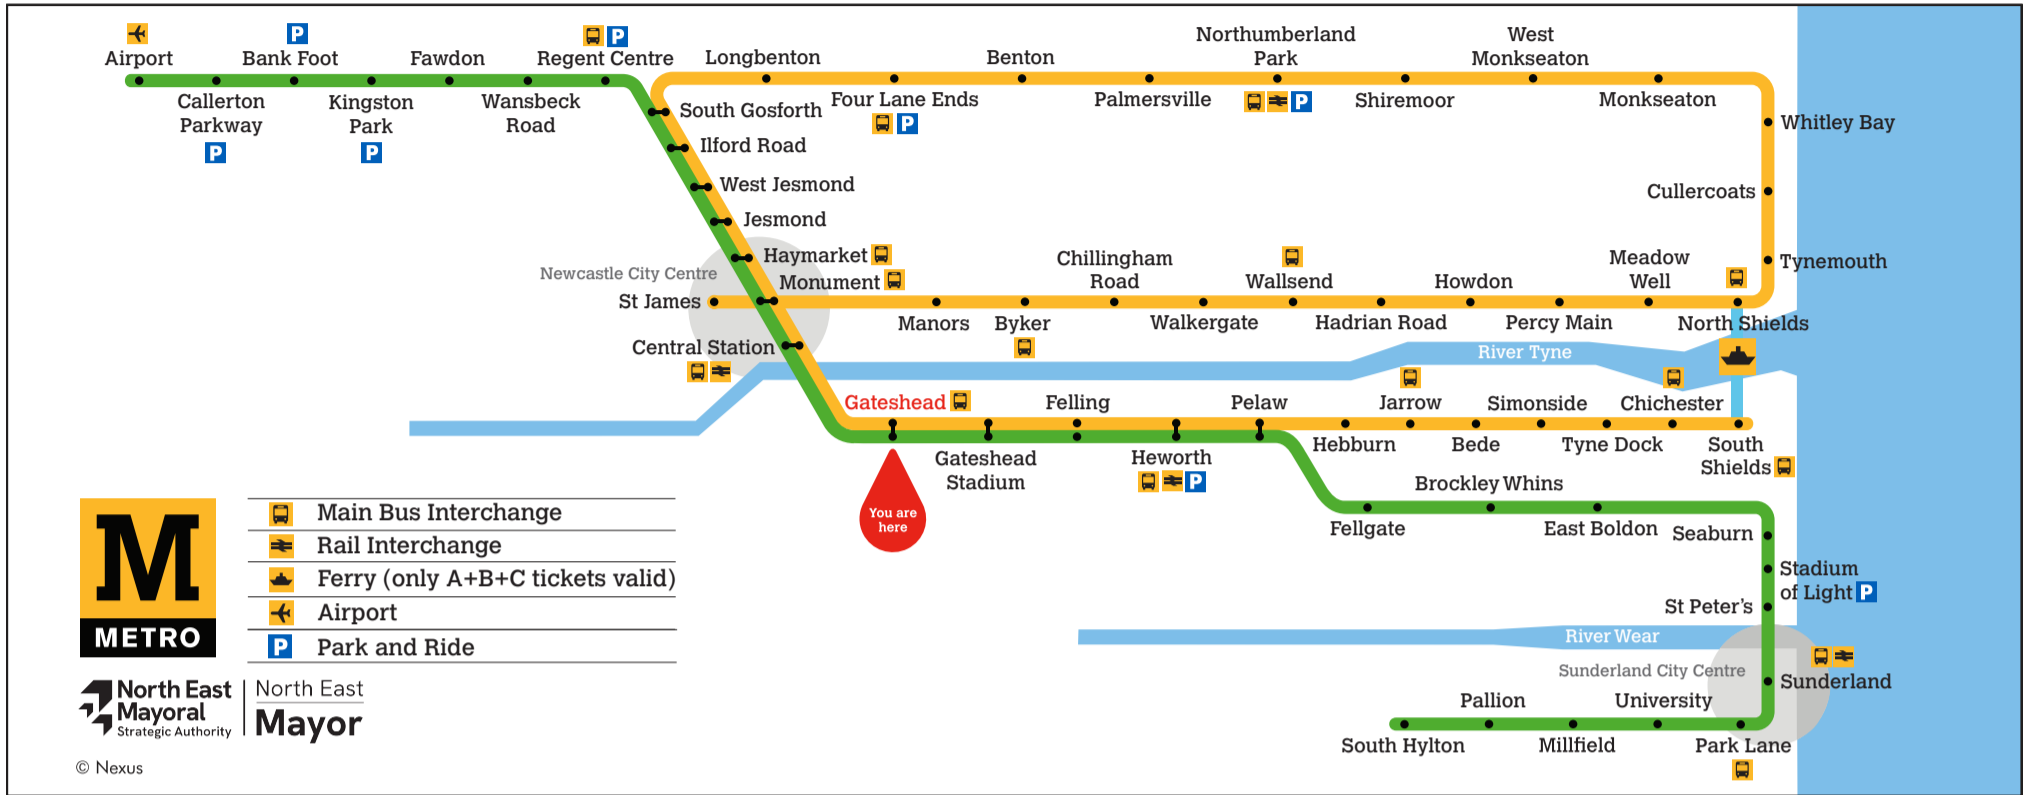 Airport
Callerton
Parkway
P
Bank Foot
P
Kingston
Park
P
Fawdon
Wansbeck
Road
Regent Centre
P
Longbenton
Four Lane Ends
P
Benton
Palmersville
Northumberland
Park
P
Shiremoor
West
Monkseaton
Monkseaton
Whitley Bay
Cullercoats
Tynemouth
South Gosforth
Ilford Road
West Jesmond
Jesmond
Haymarket
Monument
Newcastle City Centre
St James
Central Station
Manors
Byker
Chillingham
Road
Walkergate
Wallsend
Hadrian Road
Howdon
Percy Main
Meadow
Well
North Shields
River Tyne
Gateshead
You are
here
Gateshead
Stadium
Felling
Heworth
P
Pelaw
Hebburn
Jarrow
Bede
Simonside
Tyne Dock
Chichester
South
Shields
Fellgate
Brockley Whins
East Boldon
Seaburn
Stadium
of Light P
St Peter's
River Wear
Sunderland City Centre
Sunderland
Park Lane
University
Millfield
Pallion
South Hylton
M
METRO
Main Bus Interchange
Rail Interchange
Ferry (only A+B+C tickets valid)
Airport
P Park and Ride
North East
Mayoral
Strategic Authority
North East
Mayor
© Nexus